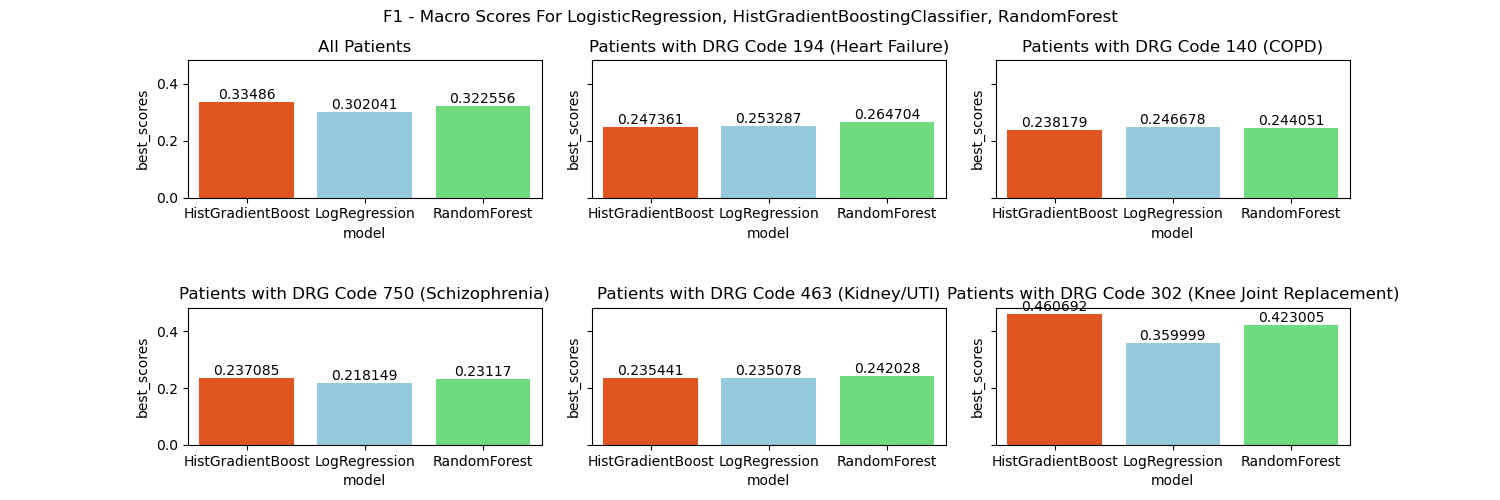 F1 - Macro Scores For LogisticRegression, HistGradientBoostingClassifier, RandomForest
All Patients
best_scores
0.4
0.2
0.0
0.33486
0.302041
0.322556
HistGradientBoost LogRegression RandomForest
model
Patients with DRG Code 194 (Heart Failure)
best_scores
0.247361
0.253287
0.264704
HistGradientBoost LogRegression RandomForest
model
Patients with DRG Code 140 (COPD)
best_scores
0.238179
0.246678
0.244051
HistGradientBoost LogRegression RandomForest
model
Patients with DRG Code 750 (Schizophrenia)
best_scores
0.4
0.2
0.0
0.237085
0.218149
0.23117
HistGradientBoost LogRegression RandomForest
model
Patients with DRG Code 463 (Kidney/UTI)
best_scores
0.235441
0.235078
0.242028
HistGradientBoost LogRegression RandomForest
model
Patients with DRG Code 302 (Knee Joint Replacement)
best_scores
0.460692
0.359999
0.423005
HistGradientBoost LogRegression RandomForest
model